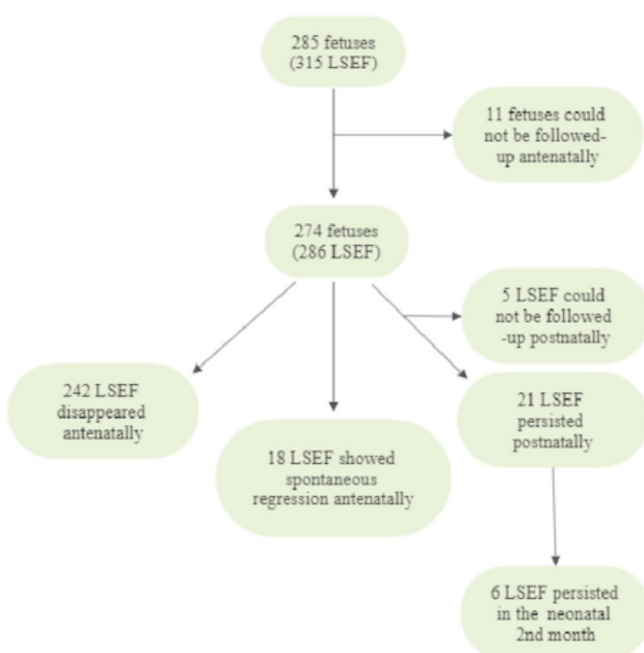 285 fetuses
(315 LSEF)
11 fetuses could
not be followed-
up antenatally
274 fetuses
(286 LSEF)
5 LSEF could
not be followed
-up postnatally
242 LSEF
disappeared
antenatally
18 LSEF showed
spontaneous
regression antenatally
21 LSEF
persisted
postnatally
6 LSEF persisted
in the neonatal
2nd month